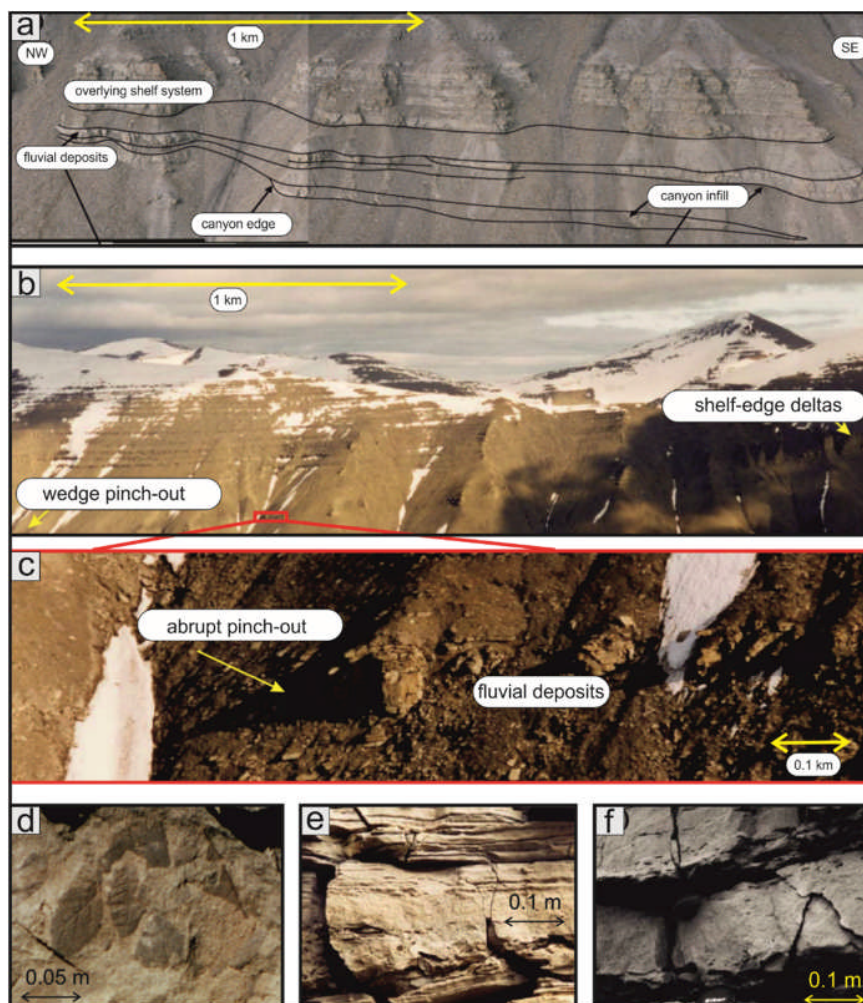 a
1 km
NW
SE
overlying shelf system
fluvial deposits
canyon edge
canyon infill
b
1 km
shelf-edge deltas
wedge pinch-out
c
abrupt pinch-out
fluvial deposits
0.1 km
d
0.05 m
e
0.1 m
f
0.1 m